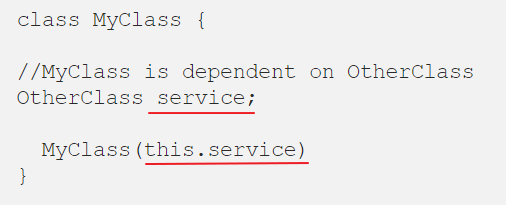 class MyClass {
//MyClass is dependent on OtherClass
OtherClass service;
MyClass(this.service)
}